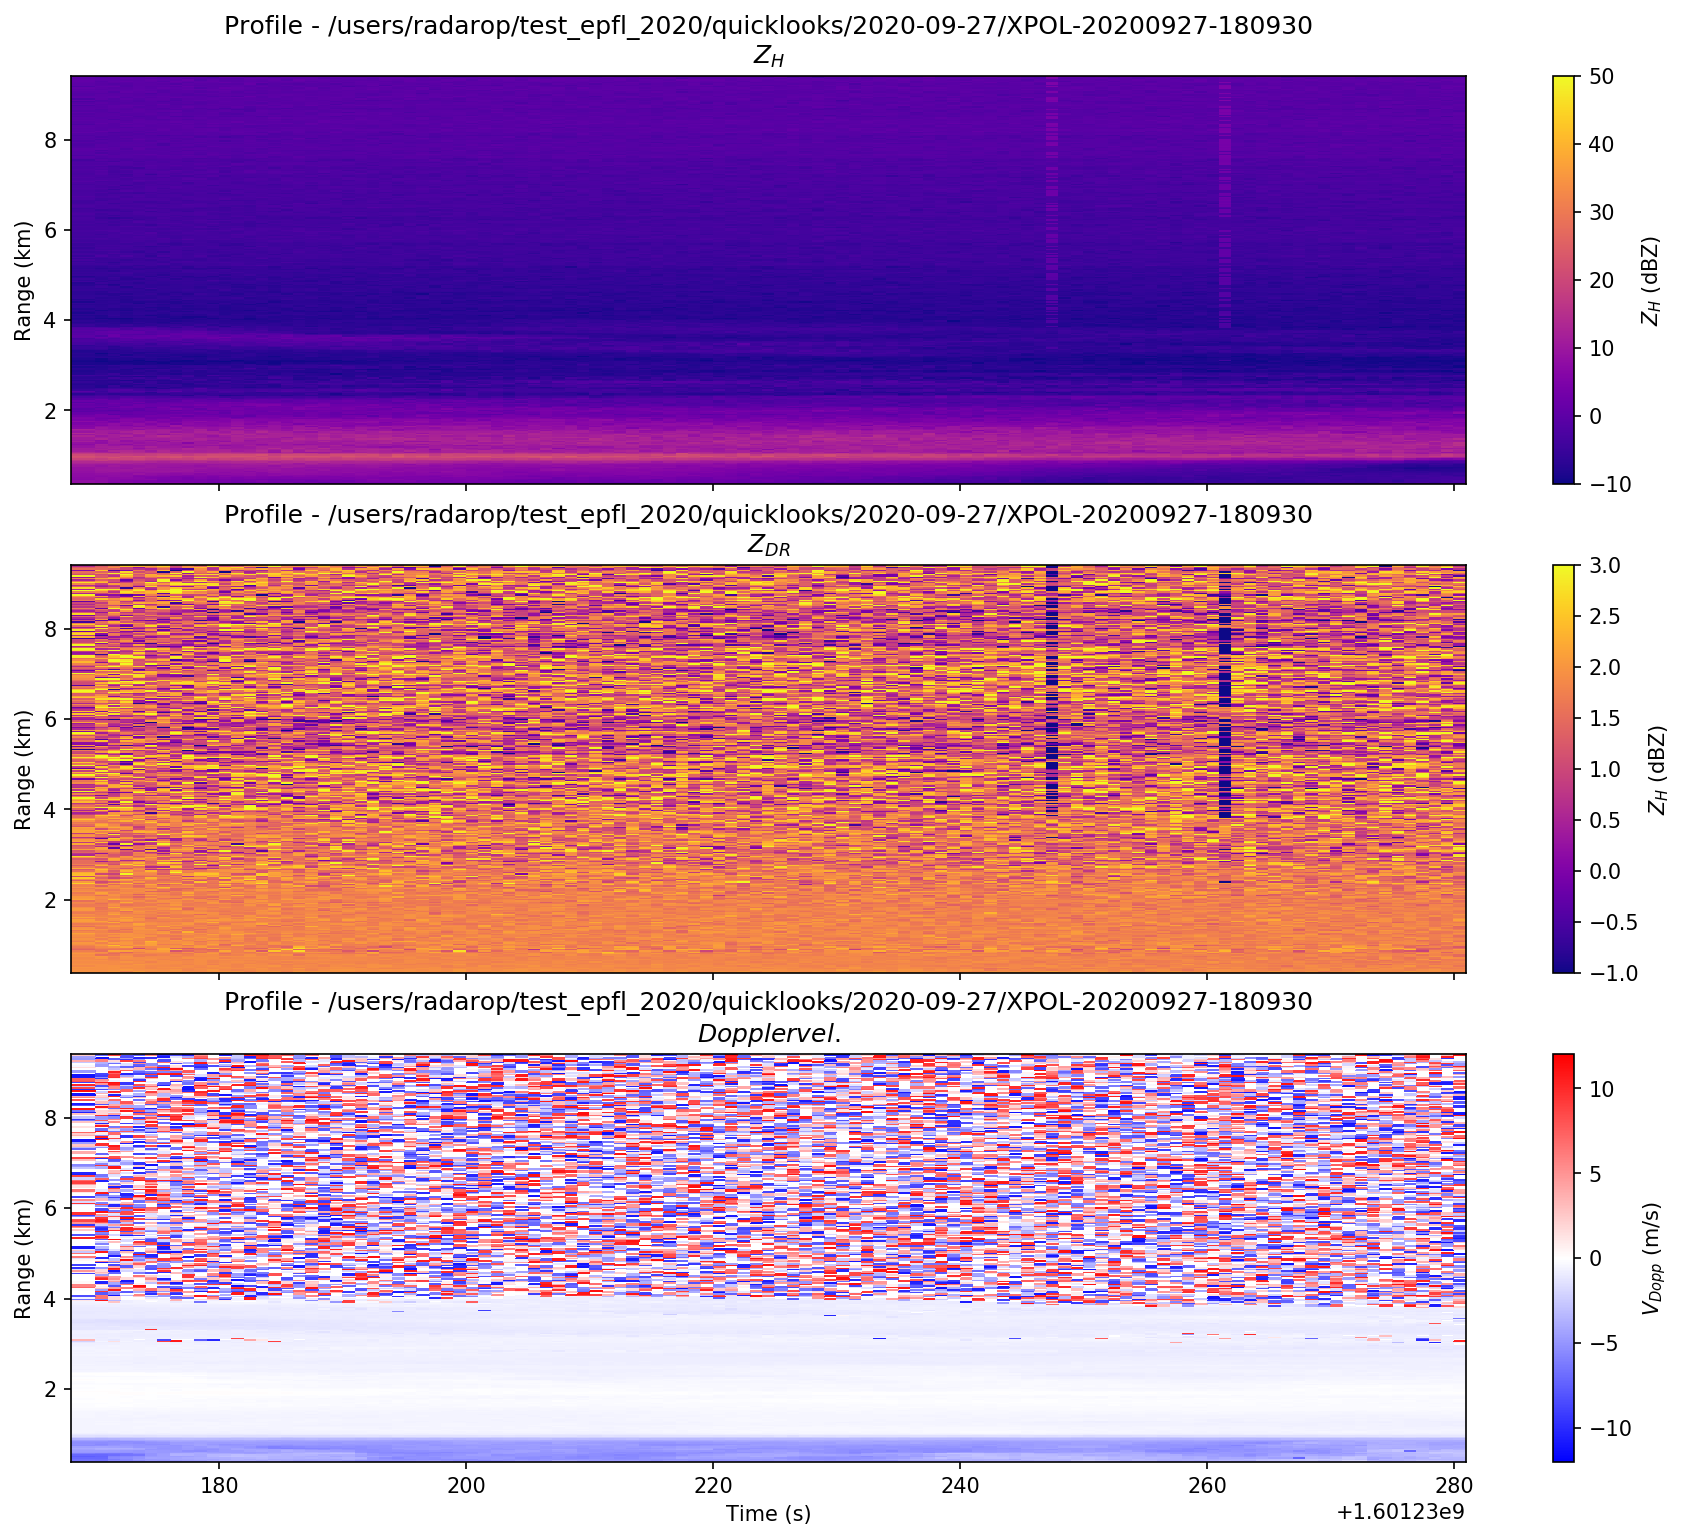 Profile - /users/radarop/test_epfl_2020/quicklooks/2020-09-27/XPOL-20200927-180930
Z_H
8
6
4
2
Range (km)
50
40
30
20
10
0
−10
Z_H (dBZ)
Profile - /users/radarop/test_epfl_2020/quicklooks/2020-09-27/XPOL-20200927-180930
Z_DR
8
6
4
2
Range (km)
3.0
2.5
2.0
1.5
1.0
0.5
0.0
−0.5
−1.0
Z_H (dBZ)
Profile - /users/radarop/test_epfl_2020/quicklooks/2020-09-27/XPOL-20200927-180930
Dopplervel.
8
6
4
2
Range (km)
180 200 220 240 260 280
Time (s)
+1.60123e9
10
5
0
−5
−10
V_Dopp (m/s)